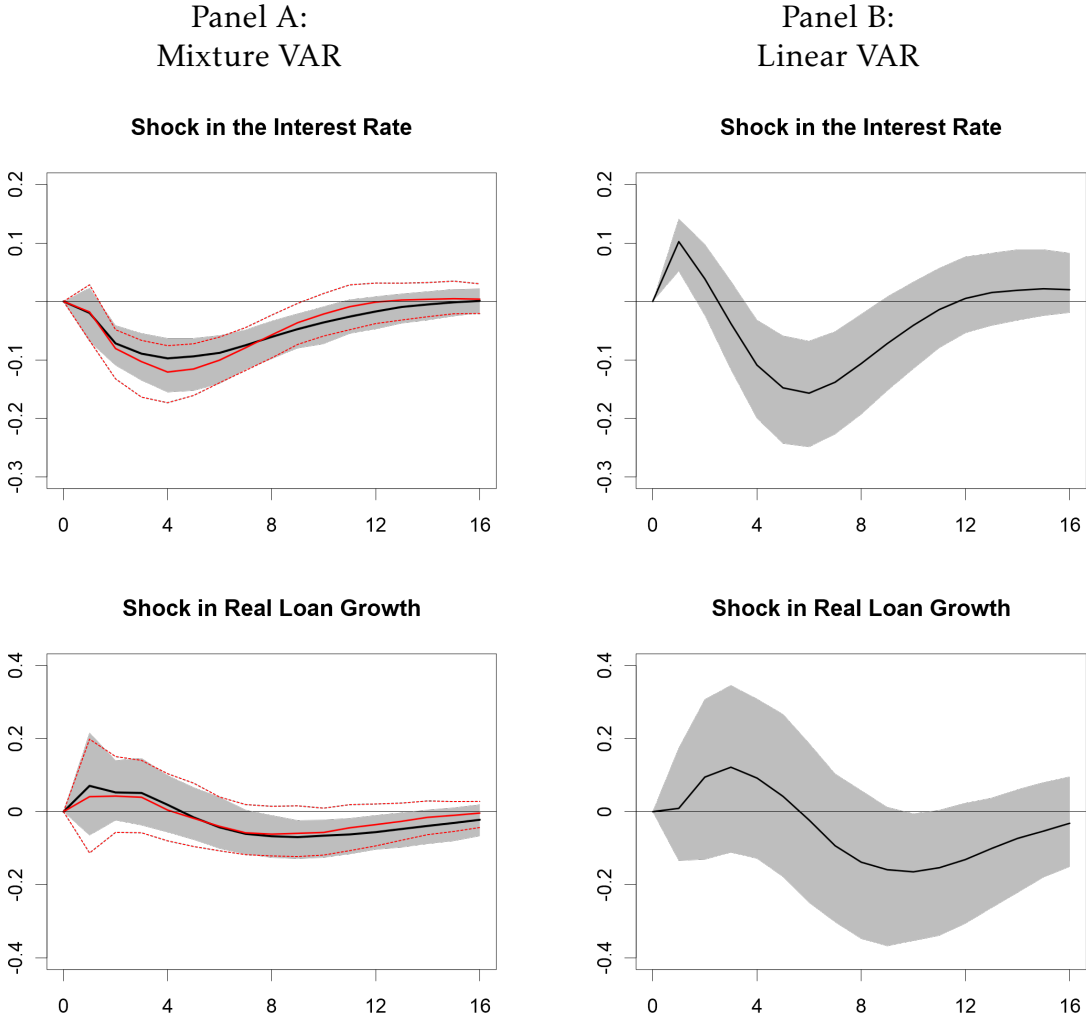 Panel A:
Mixture VAR
Panel B:
Linear VAR
Shock in the Interest Rate
0.2
0.1
-0.1
-0.2
-0.3
0 4 8 12 16
Shock in the Interest Rate
0.2
0.1
-0.1
-0.2
-0.3
0 4 8 12 16
Shock in Real Loan Growth
0.4
0.2
0
-0.2
-0.4
0 4 8 12 16
Shock in Real Loan Growth
0.4
0.2
0
-0.2
-0.4
0 4 8 12 16